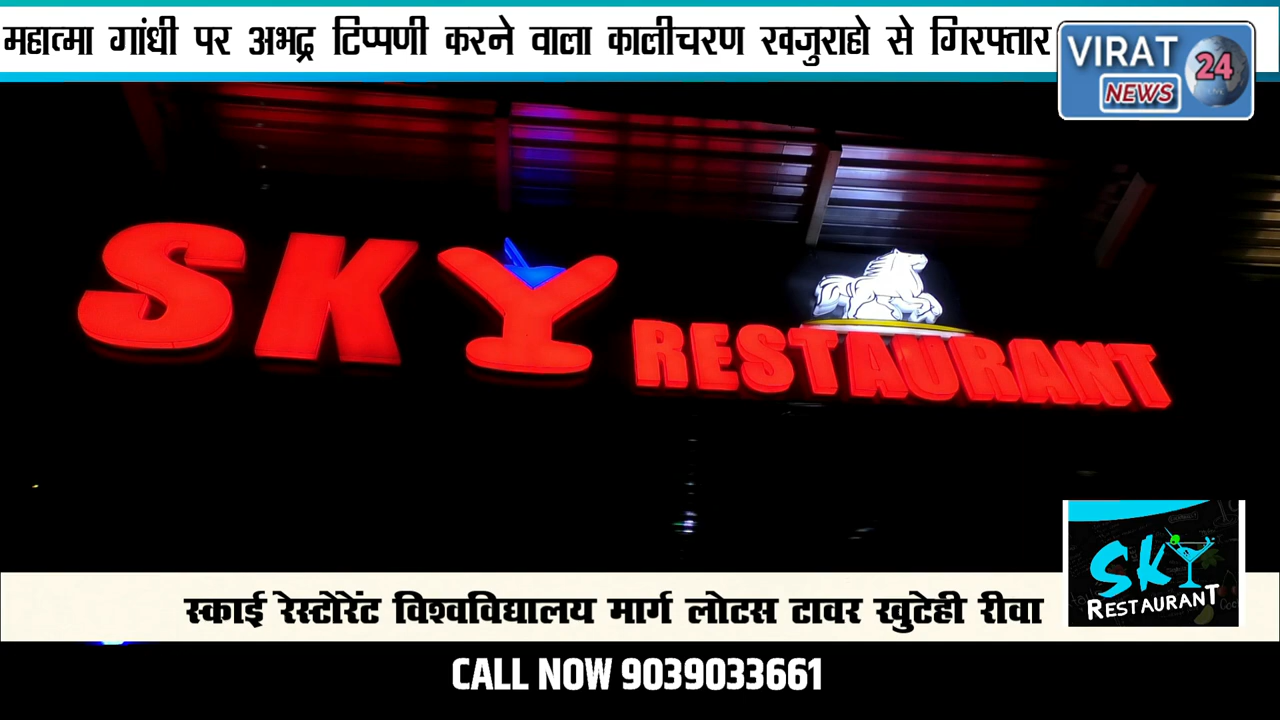 महात्मा गांधी पर अभद्र टिप्पणी करने वाला कालीचरण खजुराहो से गिरफ्तार
VIRAT
24
NEWS
SKY RESTAURANT
SKY
RESTAURANT
स्काई रेस्टोरेंट विश्वविद्यालय मार्ग लोटस टावर खुटेही रीवा
CALL NOW 9039033661